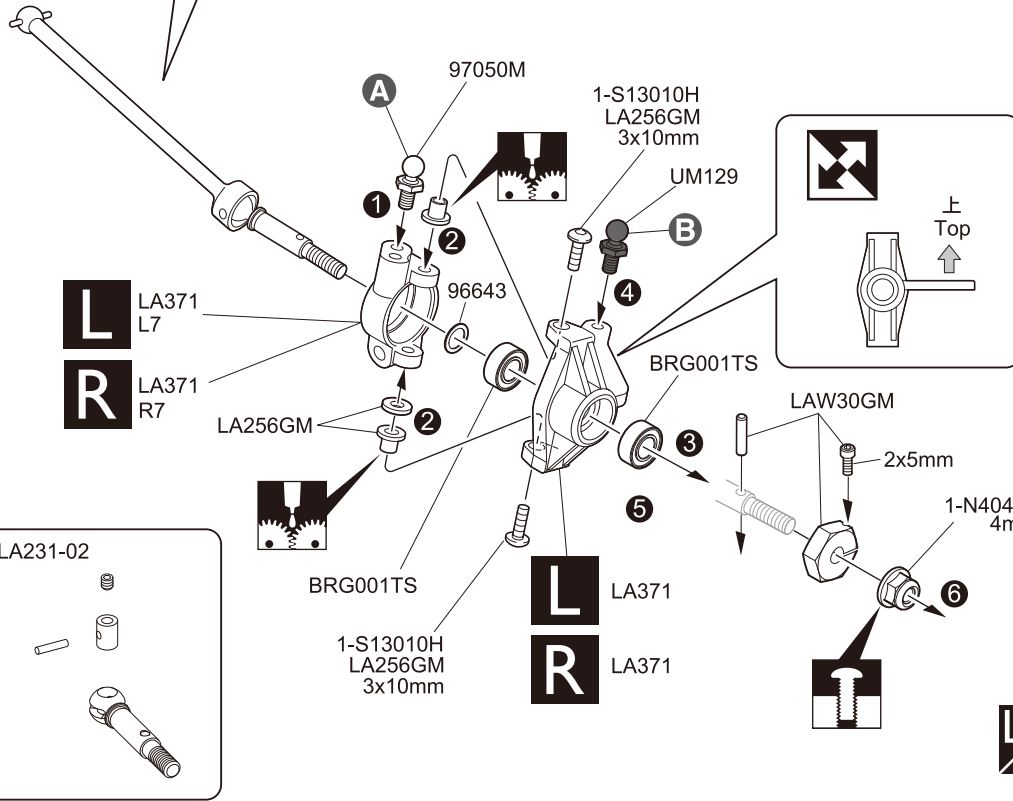 A
97050M
1-S13010H
LA256GM
3x10mm
UM129
B
上
Top
1
2
4
L
LA371
L7
96643
R
LA371
R7
BRG001TS
LAW30GM
LA256GM
2
3
2x5mm
5
1-N404
LA231-02
BRG001TS
L
LA371
6
1-S13010H
LA256GM
3x10mm
R
LA371